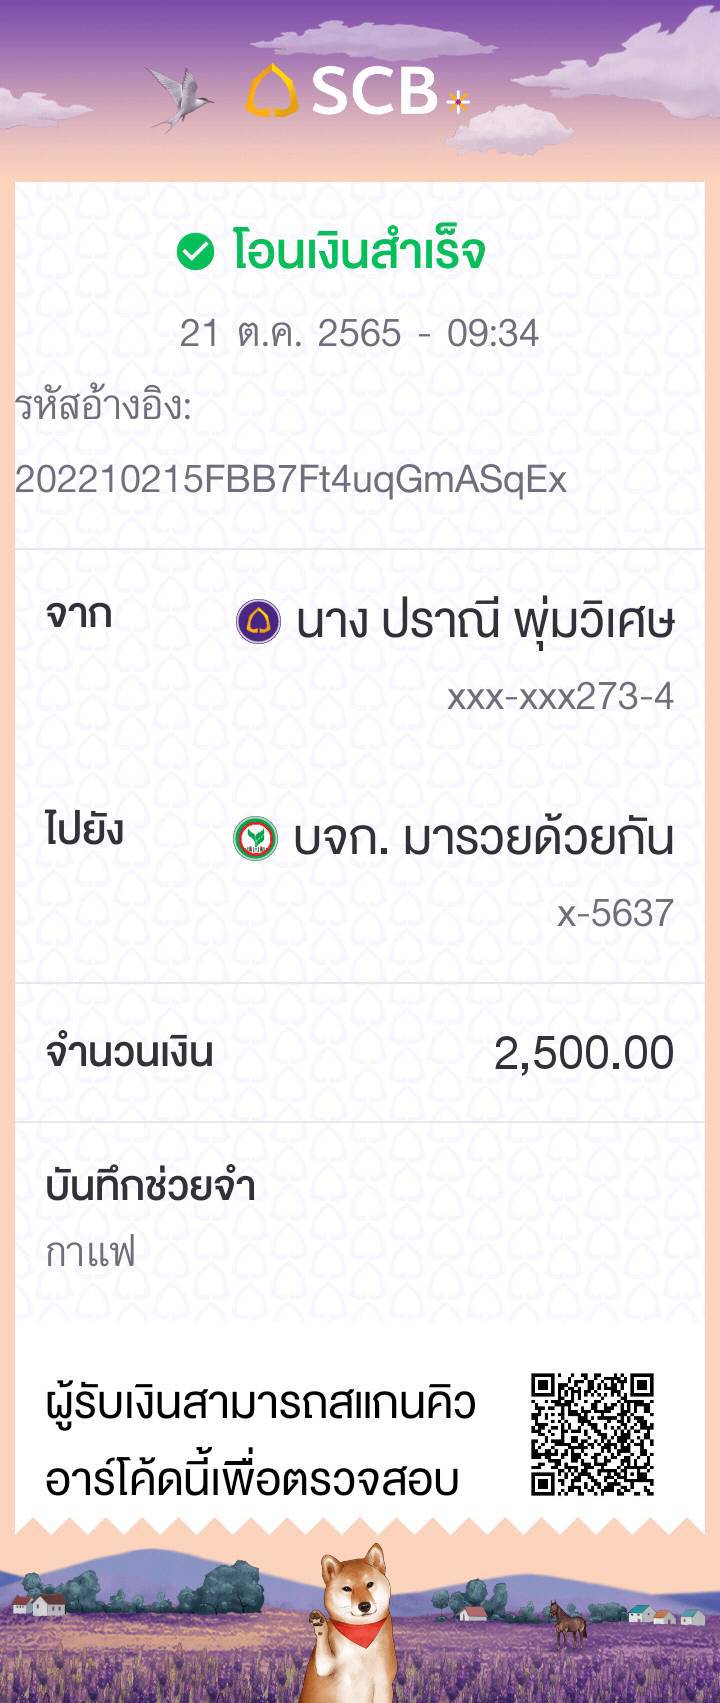 SCB
โอนเงินสำเร็จ
21 ต.ค. 2565 - 09:34
รหัสอ้างอิง:
202210215FBB7Ft4uqGmASqEx
จาก
นาง ปราณี พุ่มวิเศษ
xxx-xxx273-4
ไปยัง
บจก. มารวยด้วยกัน
x-5637
จำนวนเงิน 2,500.00
บันทึกช่วยจำ
กาแฟ
ผู้รับเงินสามารถสแกนคิว
อาร์โค้ดนี้เพื่อตรวจสอบ